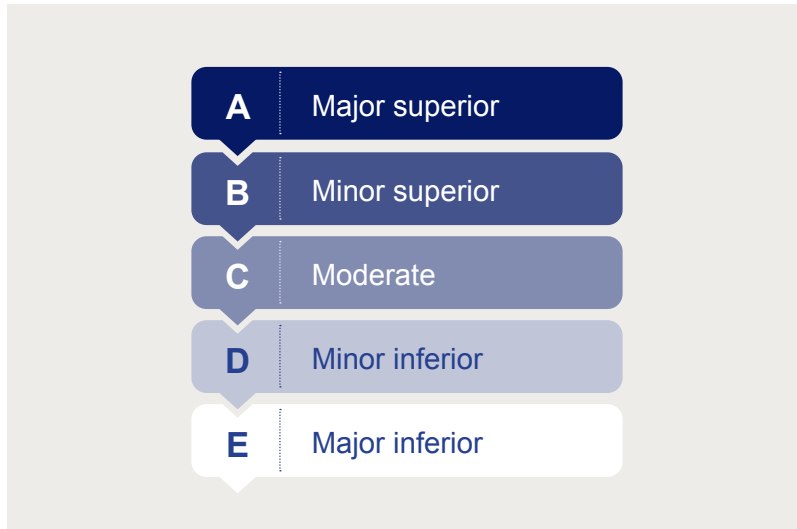 A Major superior
B Minor superior
C Moderate
D Minor inferior
E Major inferior